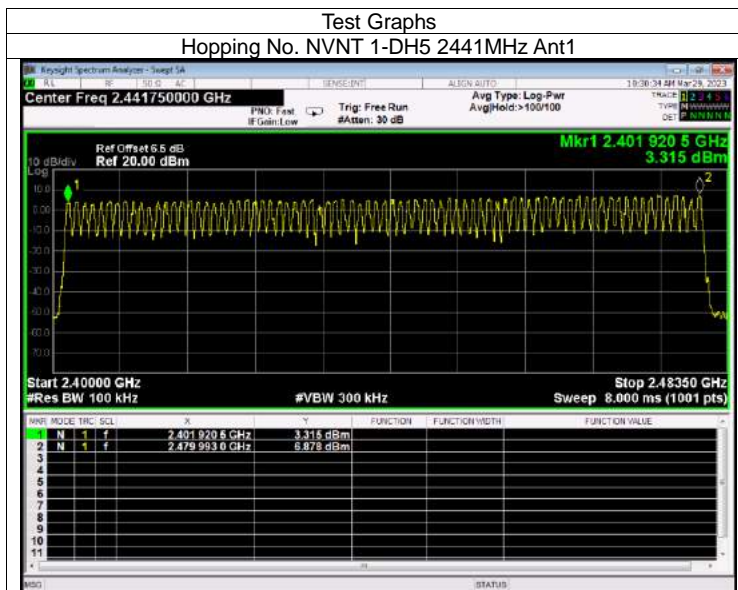 Test Graphs
Hopping No. NVNT 1-DH5 2441MHz Ant1
Keysight Spectrum Analyzer - Swept SA
RL RF 50 Ω AC SENSE:INT ALIGN AUTO 10:30:34 AM Mar 29, 2023
Center Freq 2.441750000 GHz
PNO: Fast
IFGain:Low
Trig: Free Run
#Atten: 30 dB
Avg Type: Log-Pwr
Avg|Hold:>100/100
TRACE 1 2 3 4 5 6
TYPE M WWWWW
DET P N N N N N
Ref Offset 6.5 dB
10 dB/div Ref 20.00 dBm
Log
Mkr1 2.401 920 5 GHz
3.315 dBm
1
2
10.0
0.00
-10.0
-20.0
-30.0
-40.0
-50.0
-60.0
-70.0
Start 2.40000 GHz Stop 2.48350 GHz
#Res BW 100 kHz #VBW 300 kHz Sweep 8.000 ms (1001 pts)
MKR MODE TRC SCL X Y FUNCTION FUNCTION WIDTH FUNCTION VALUE
1 N 1 f 2.401 920 5 GHz 3.315 dBm
2 N 1 f 2.479 993 0 GHz 6.878 dBm
3
4
5
6
7
8
9
10
11
MSG STATUS